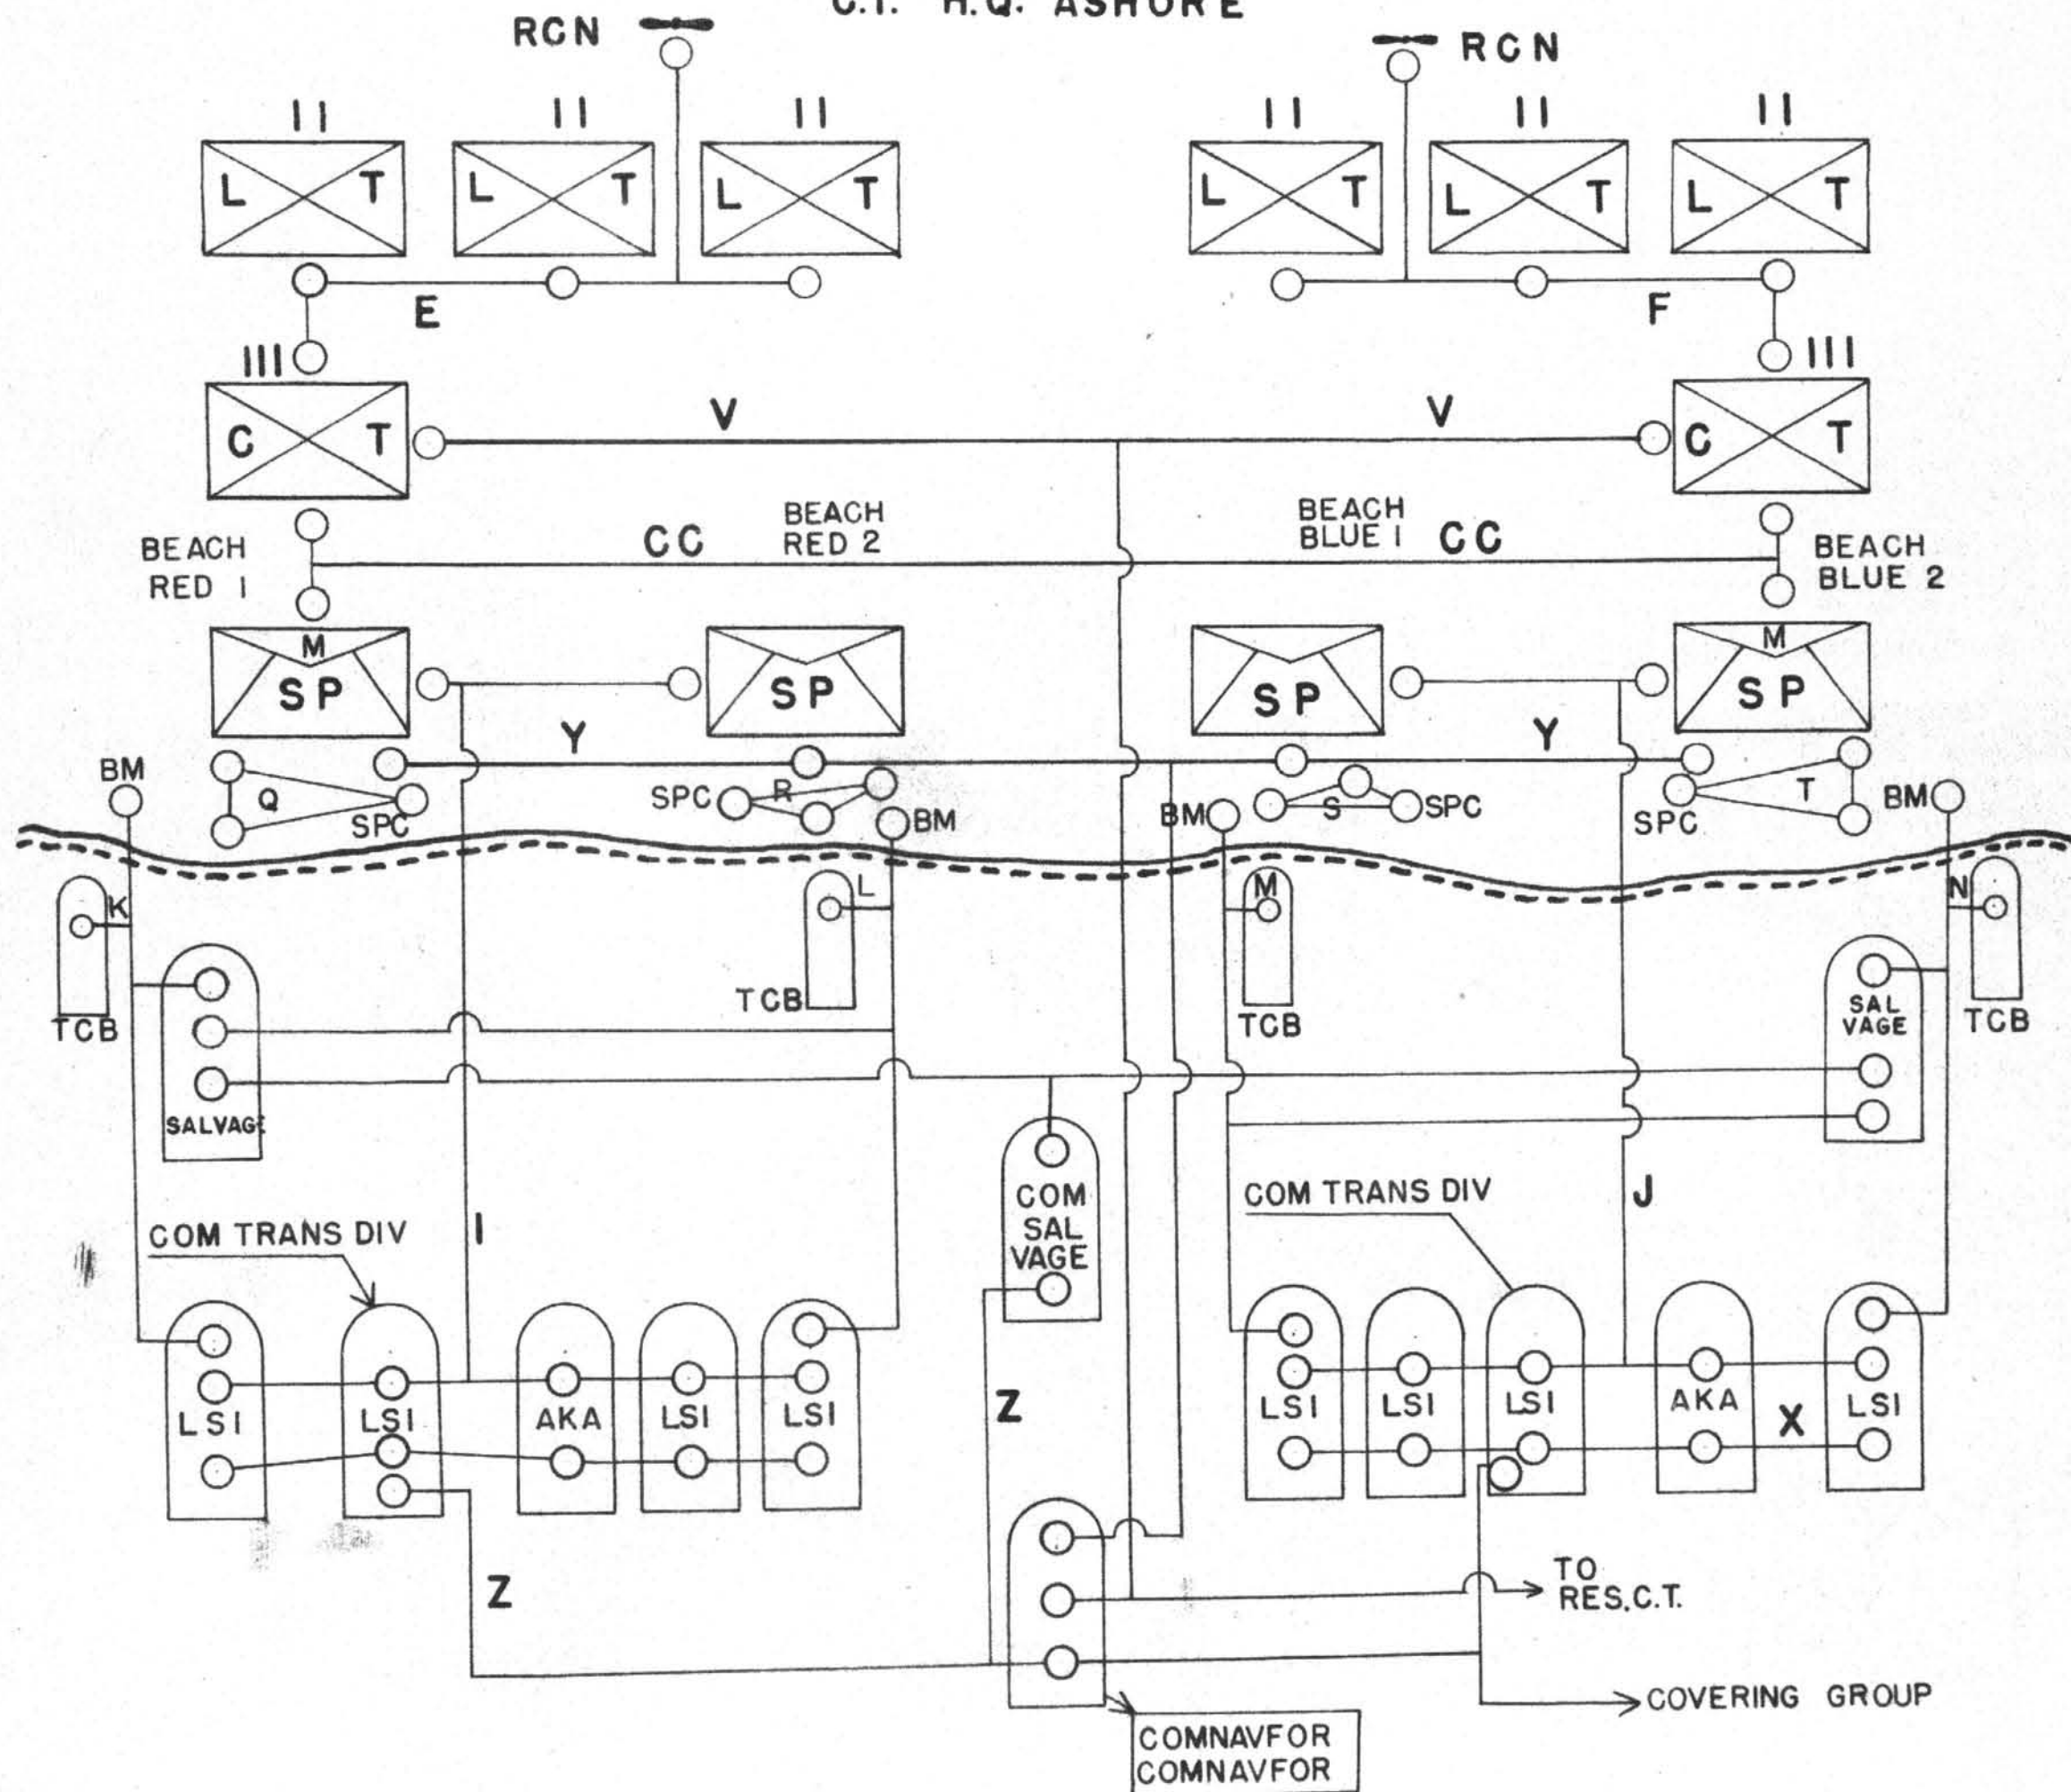 C.T. H.Q. ASHORE
RCN
RCN
II II II II II II
L T L T L T L T L T L T
E
F
III
III
C T
C T
V
V
BEACH
RED 1
CC
BEACH
RED 2
BEACH
BLUE 1
CC
BEACH
BLUE 2
M
SP
SP
SP
M
SP
Y
Y
BM
Q
SPC
SPC
R
BM
BM
S
SPC
SPC
T
BM
K
TCB
L
TCB
M
TCB
N
TCB
SALVAGE
SAL
VAGE
COM
SAL
VAGE
COM TRANS DIV
I
COM TRANS DIV
J
LSI
LSI
AKA
LSI
LSI
Z
LSI
LSI
LSI
AKA
X
LSI
Z
TO
RES. C.T.
COVERING GROUP
COMNAVFOR
COMNAVFOR